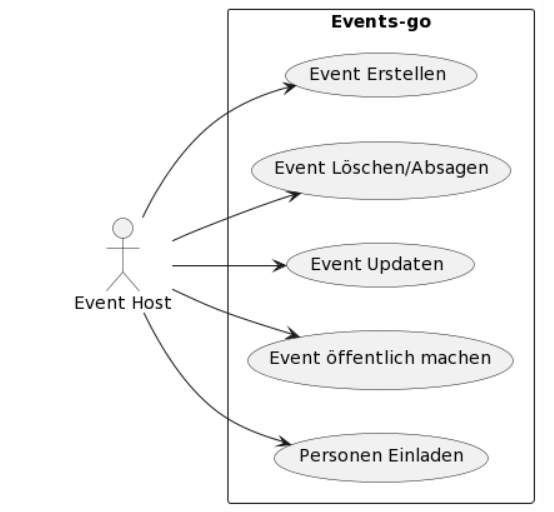 Events-go
Event Erstellen
Event Löschen/Absagen
Event Updaten
Event Host
Event öffentlich machen
Personen Einladen